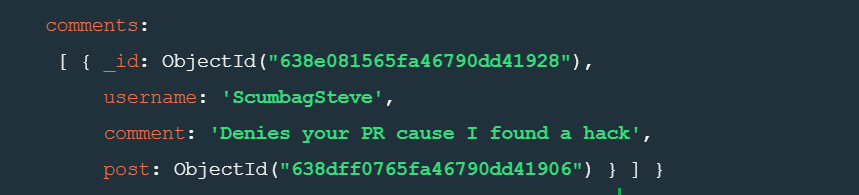 comments:
[ { _id: ObjectId("638e081565fa46790dd41928"),
username: 'ScumbagSteve',
comment: 'Denies your PR cause I found a hack',
post: ObjectId("638dff0765fa46790dd41906") } ] }